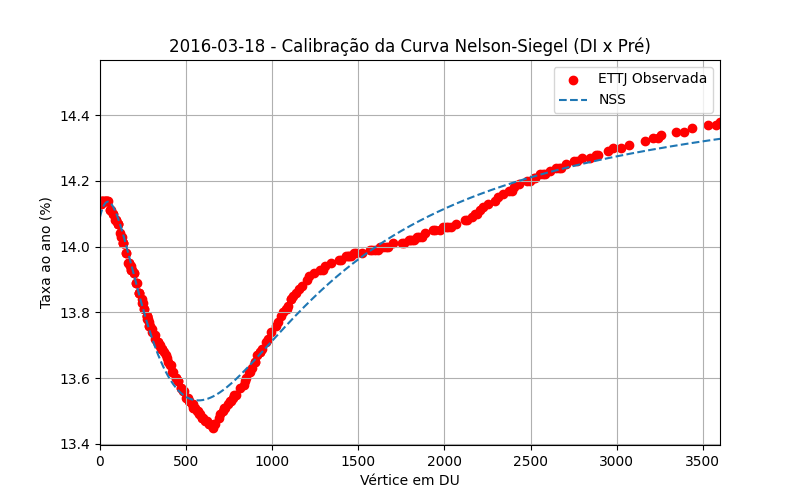 2016-03-18 - Calibração da Curva Nelson-Siegel (DI x Pré)
ETTJ Observada
NSS
Taxa ao ano (%)
14.4
14.2
14.0
13.8
13.6
13.4
0 500 1000 1500 2000 2500 3000 3500
Vértice em DU